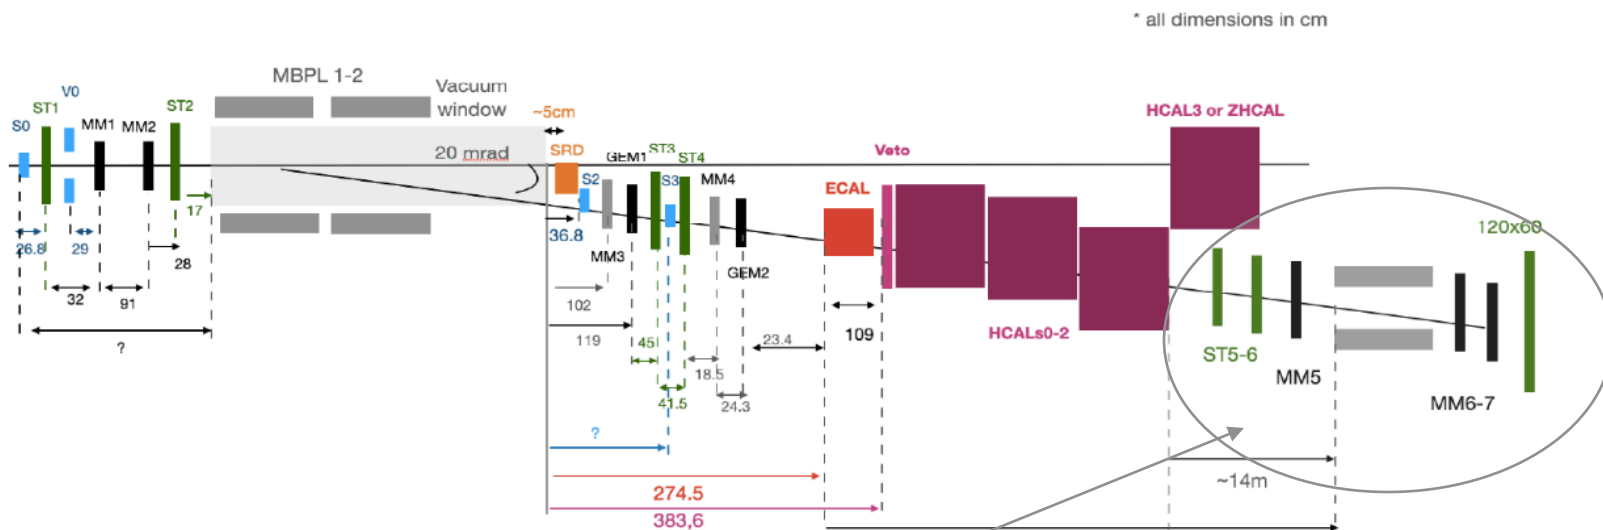 * all dimensions in cm
MBPL 1-2
Vacuum
window
V0
ST1
ST2
S0
MM1
MM2
~5cm
HCAL3 or ZHCAL
20 mrad
SRD
GEM1
ST3
ST4
Veto
S2
S3
MM4
ECAL
17
120x60
26.8
29
28
36.8
MM3
GEM2
32
91
102
119
23.4
109
HCALs0-2
ST5-6
MM5
?
45
18.5
41.5
24.3
MM6-7
?
~14m
274.5
383,6